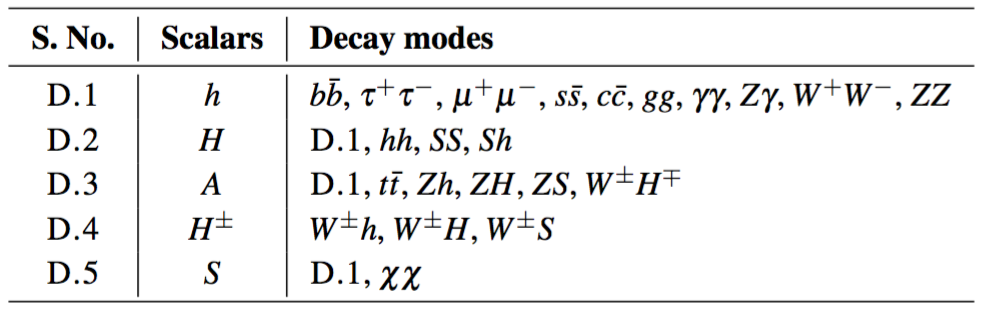 S. No. Scalars Decay modes
D.1 h bb̄, τ⁺τ⁻, μ⁺μ⁻, ss̄, cc̄, gg, γγ, Zγ, W⁺W⁻, ZZ
D.2 H D.1, hh, SS, Sh
D.3 A D.1, tt̄, Zh, ZH, ZS, W±H∓
D.4 H± W±h, W±H, W±S
D.5 S D.1, χχ